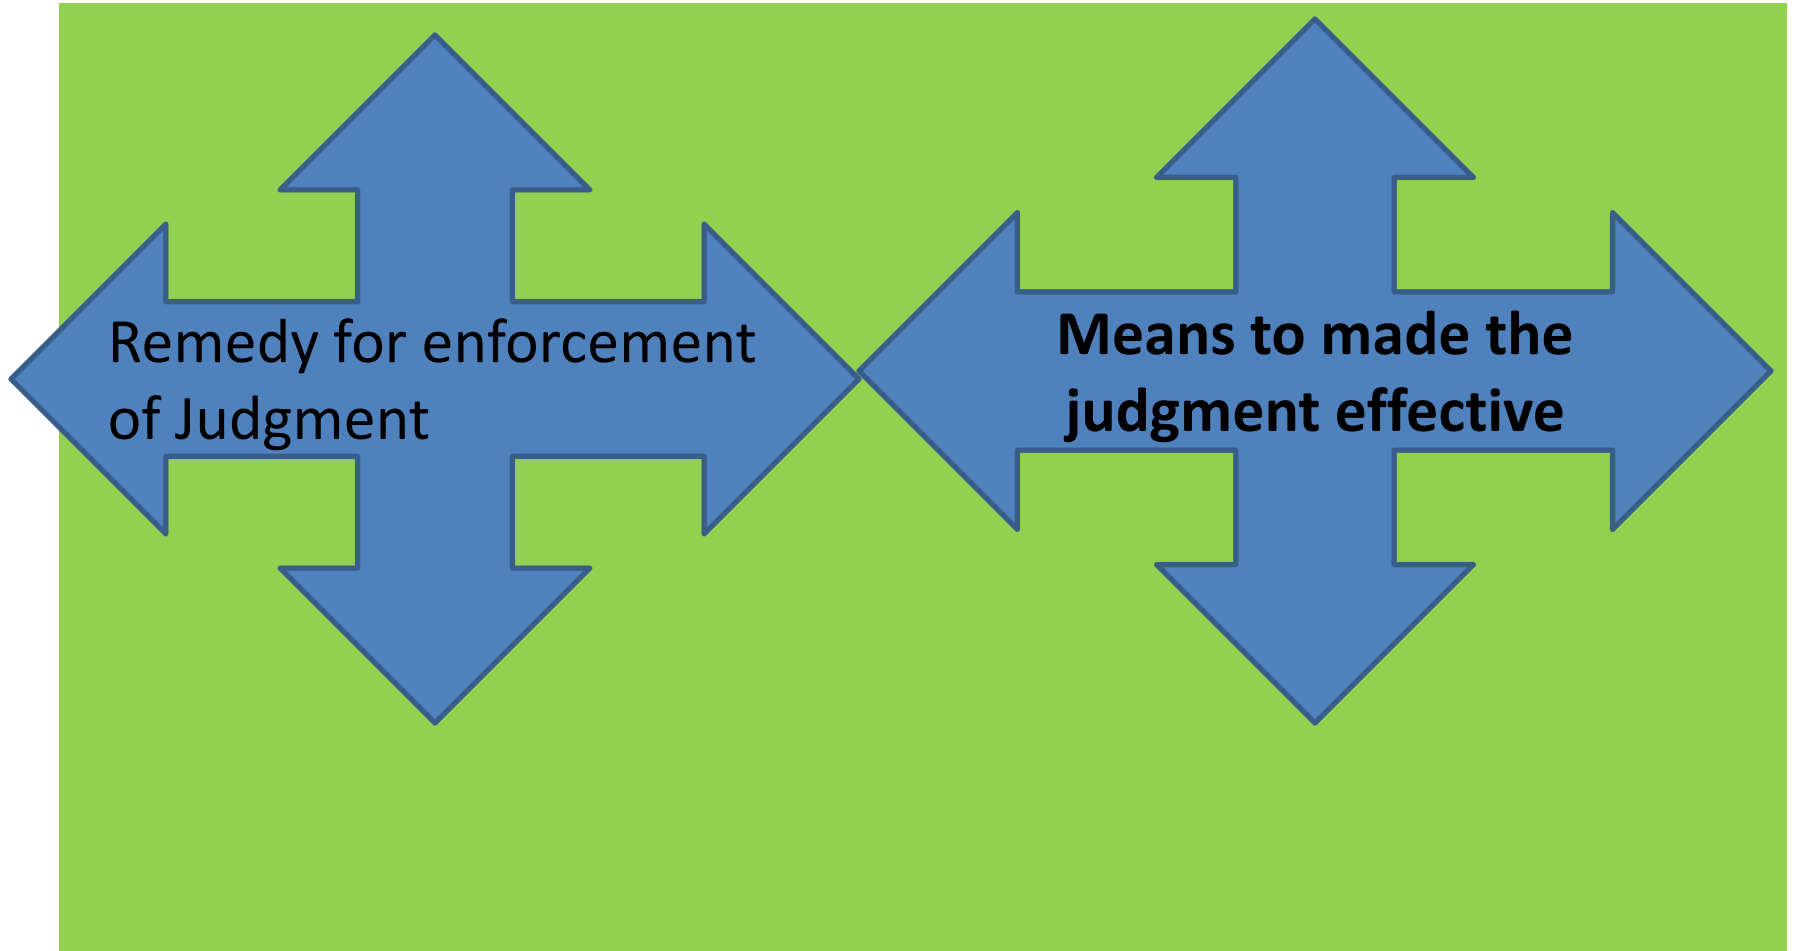 Remedy for enforcement
of Judgment
Means to made the
judgment effective